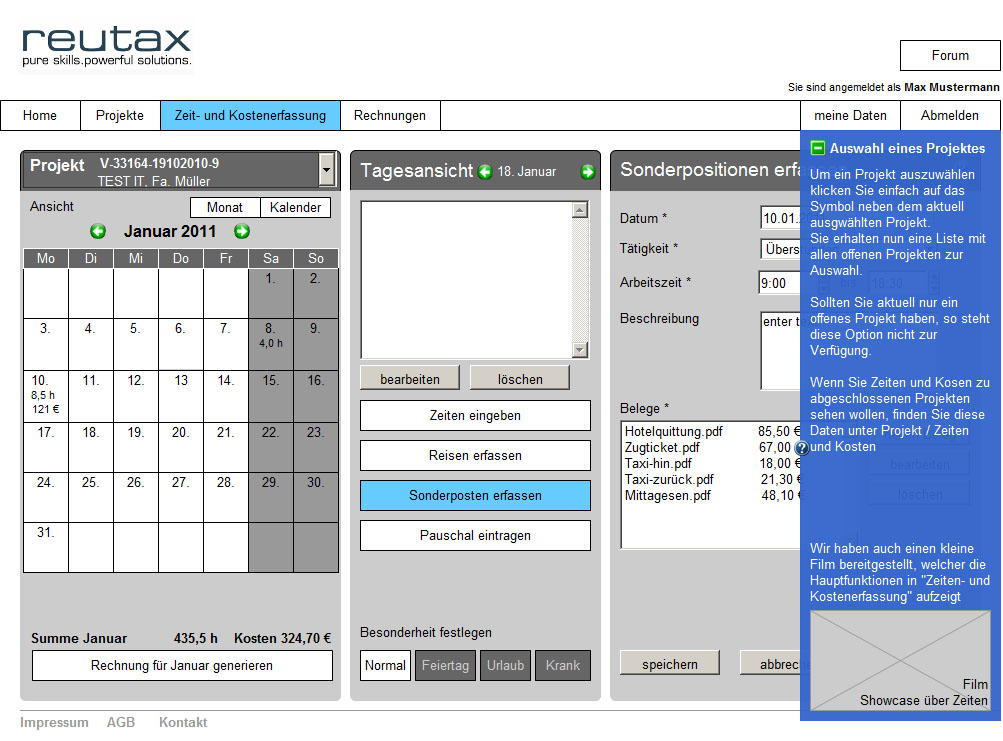 reutax
pure skills.powerful solutions.
Forum
Sie sind angemeldet als Max Mustermann
Home Projekte Zeit- und Kostenerfassung Rechnungen meine Daten Abmelden
Projekt V-33164-19102010-9
TEST IT, Fa. Müller
Ansicht Monat Kalender
Januar 2011
Mo Di Mi Do Fr Sa So
1. 2.
3. 4. 5. 6. 7. 8. 9.
4,0 h
10. 11. 12. 13 14. 15. 16.
8,5 h
121 €
17. 18. 19. 20. 21. 22. 23.
24. 25. 26. 27. 28. 29. 30.
31.
Summe Januar 435,5 h Kosten 324,70 €
Rechnung für Januar generieren
Tagesansicht 18. Januar
bearbeiten löschen
Zeiten eingeben
Reisen erfassen
Sonderposten erfassen
Pauschal eintragen
Besonderheit festlegen
Normal Feiertag Urlaub Krank
Sonderpositionen erfa
Datum * 10.01.20
Tätigkeit * Überst
Arbeitszeit * 9:00 bis 18:30
Beschreibung enter te
Belege *
Hotelquittung.pdf 85,50 €
Zugticket.pdf 67,00 €
Taxi-hin.pdf 18,00 €
Taxi-zurück.pdf 21,30 €
Mittagesen.pdf 48,10 €
bearbeiten
löschen
speichern abbreche
Auswahl eines Projektes
Um ein Projekt auszuwählen
klicken Sie einfach auf das
Symbol neben dem aktuell
ausgwählten Projekt.
Sie erhalten nun eine Liste mit
allen offenen Projekten zur
Auswahl.
Sollten Sie aktuell nur ein
offenes Projekt haben, so steht
diese Option nicht zur
Verfügung.
Wenn Sie Zeiten und Kosen zu
abgeschlossenen Projekten
sehen wollen, finden Sie diese
Daten unter Projekt / Zeiten
und Kosten
Wir haben auch einen kleine
Film bereitgestellt, welcher die
Hauptfunktionen in "Zeiten- und
Kostenerfassung" aufzeigt
Film
Showcase über Zeiten
Impressum AGB Kontakt